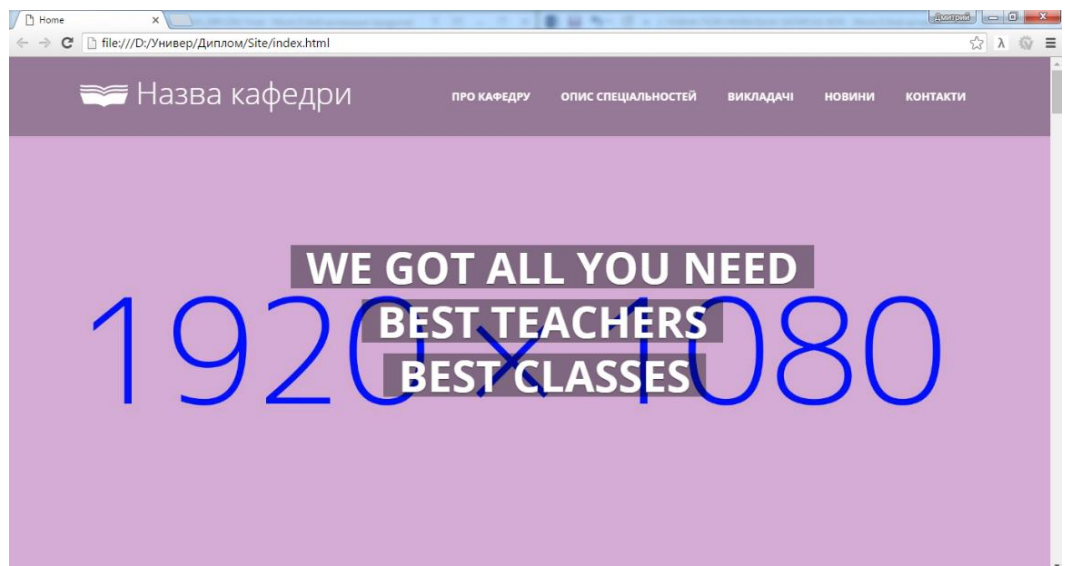 Home
Дмитрий
file:///D:/Универ/Диплом/Site/index.html
Назва кафедри
ПРО КАФЕДРУ ОПИС СПЕЦІАЛЬНОСТЕЙ ВИКЛАДАЧІ НОВИНИ КОНТАКТИ
WE GOT ALL YOU NEED
1920 × 1080
BEST TEACHERS
BEST CLASSES